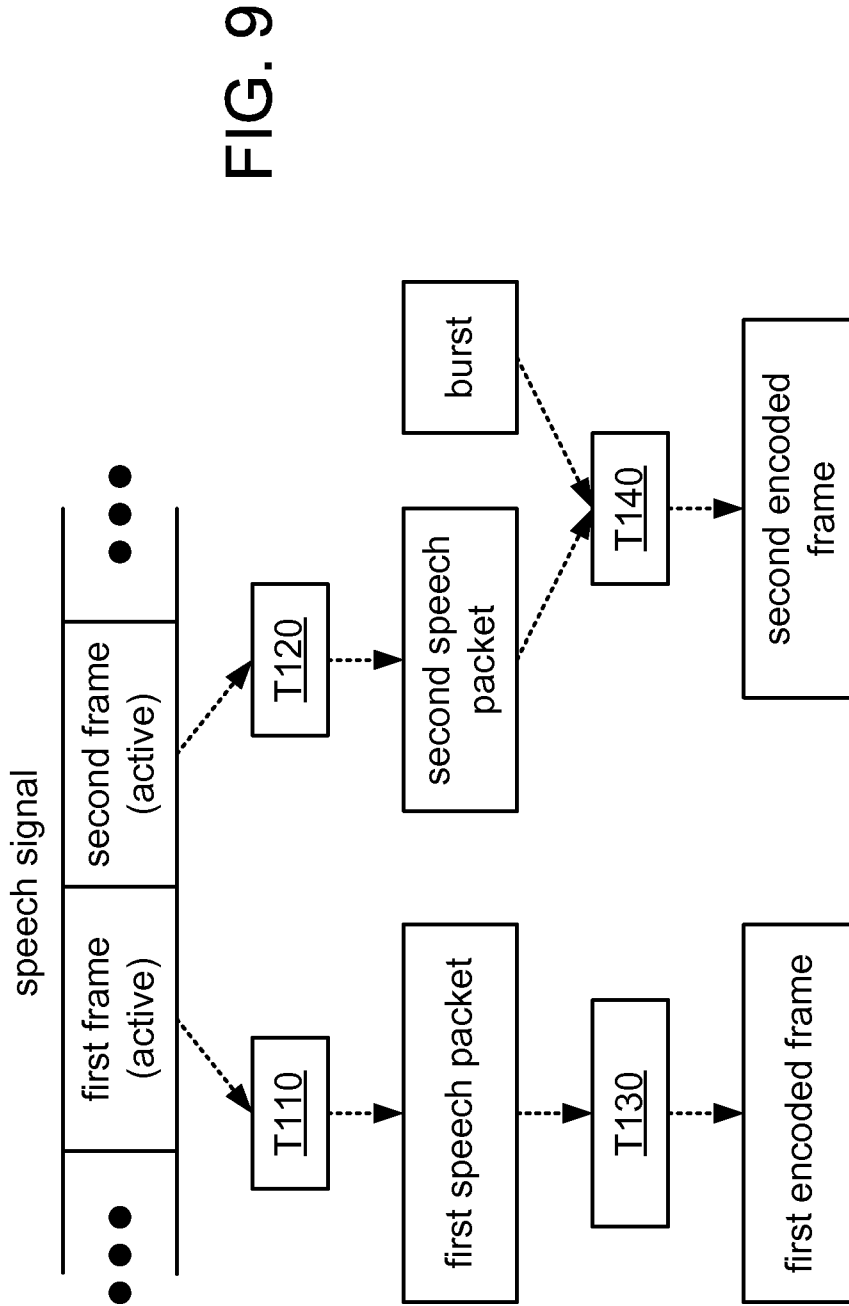 speech signal
first frame
(active)
second frame
(active)
T110
T120
first speech packet
second speech
packet
burst
T130
T140
first encoded frame
second encoded
frame
FIG. 9